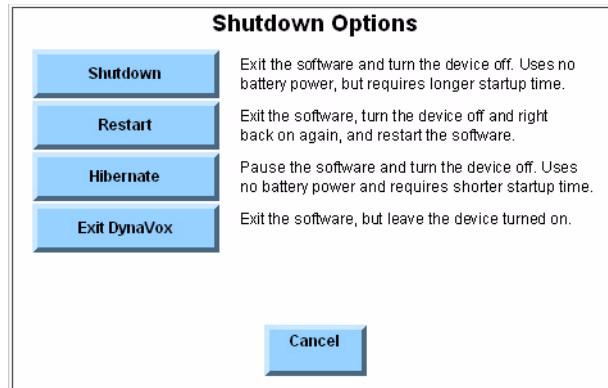 Shutdown Options
Shutdown
Exit the software and turn the device off. Uses no
battery power, but requires longer startup time.
Restart
Exit the software, turn the device off and right
back on again, and restart the software.
Hibernate
Pause the software and turn the device off. Uses
no battery power and requires shorter startup time.
Exit DynaVox
Exit the software, but leave the device turned on.
Cancel